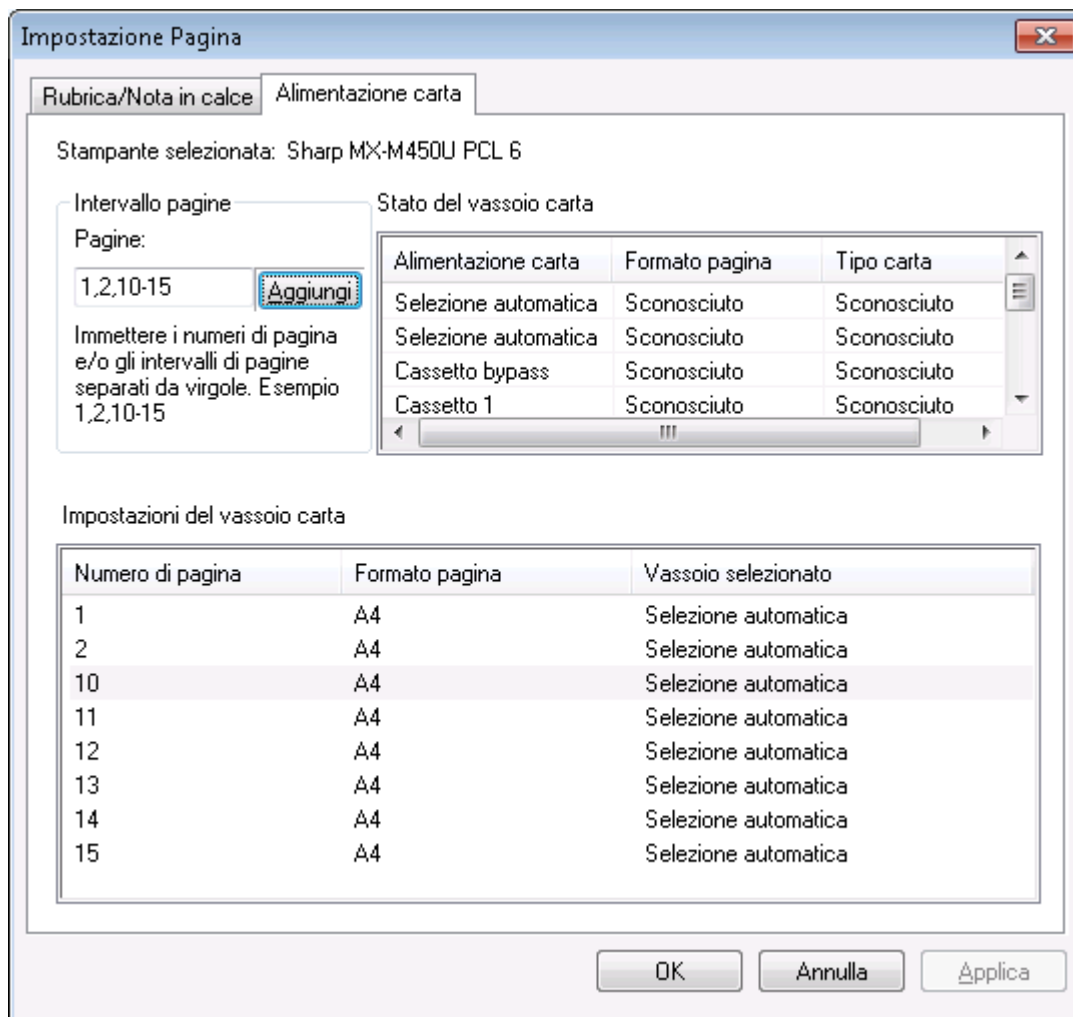 Impostazione Pagina
Rubrica/Nota in calce
Alimentazione carta
Stampante selezionata: Sharp MX-M450U PCL 6
Intervallo pagine
Pagine:
1,2,10-15
Aggiungi
Immettere i numeri di pagina
e/o gli intervalli di pagine
separati da virgole. Esempio
1,2,10-15
Stato del vassoio carta
Alimentazione carta Formato pagina Tipo carta
Selezione automatica Sconosciuto Sconosciuto
Selezione automatica Sconosciuto Sconosciuto
Cassetto bypass Sconosciuto Sconosciuto
Cassetto 1 Sconosciuto Sconosciuto
Impostazioni del vassoio carta
Numero di pagina Formato pagina Vassoio selezionato
1 A4 Selezione automatica
2 A4 Selezione automatica
10 A4 Selezione automatica
11 A4 Selezione automatica
12 A4 Selezione automatica
13 A4 Selezione automatica
14 A4 Selezione automatica
15 A4 Selezione automatica
OK Annulla Applica